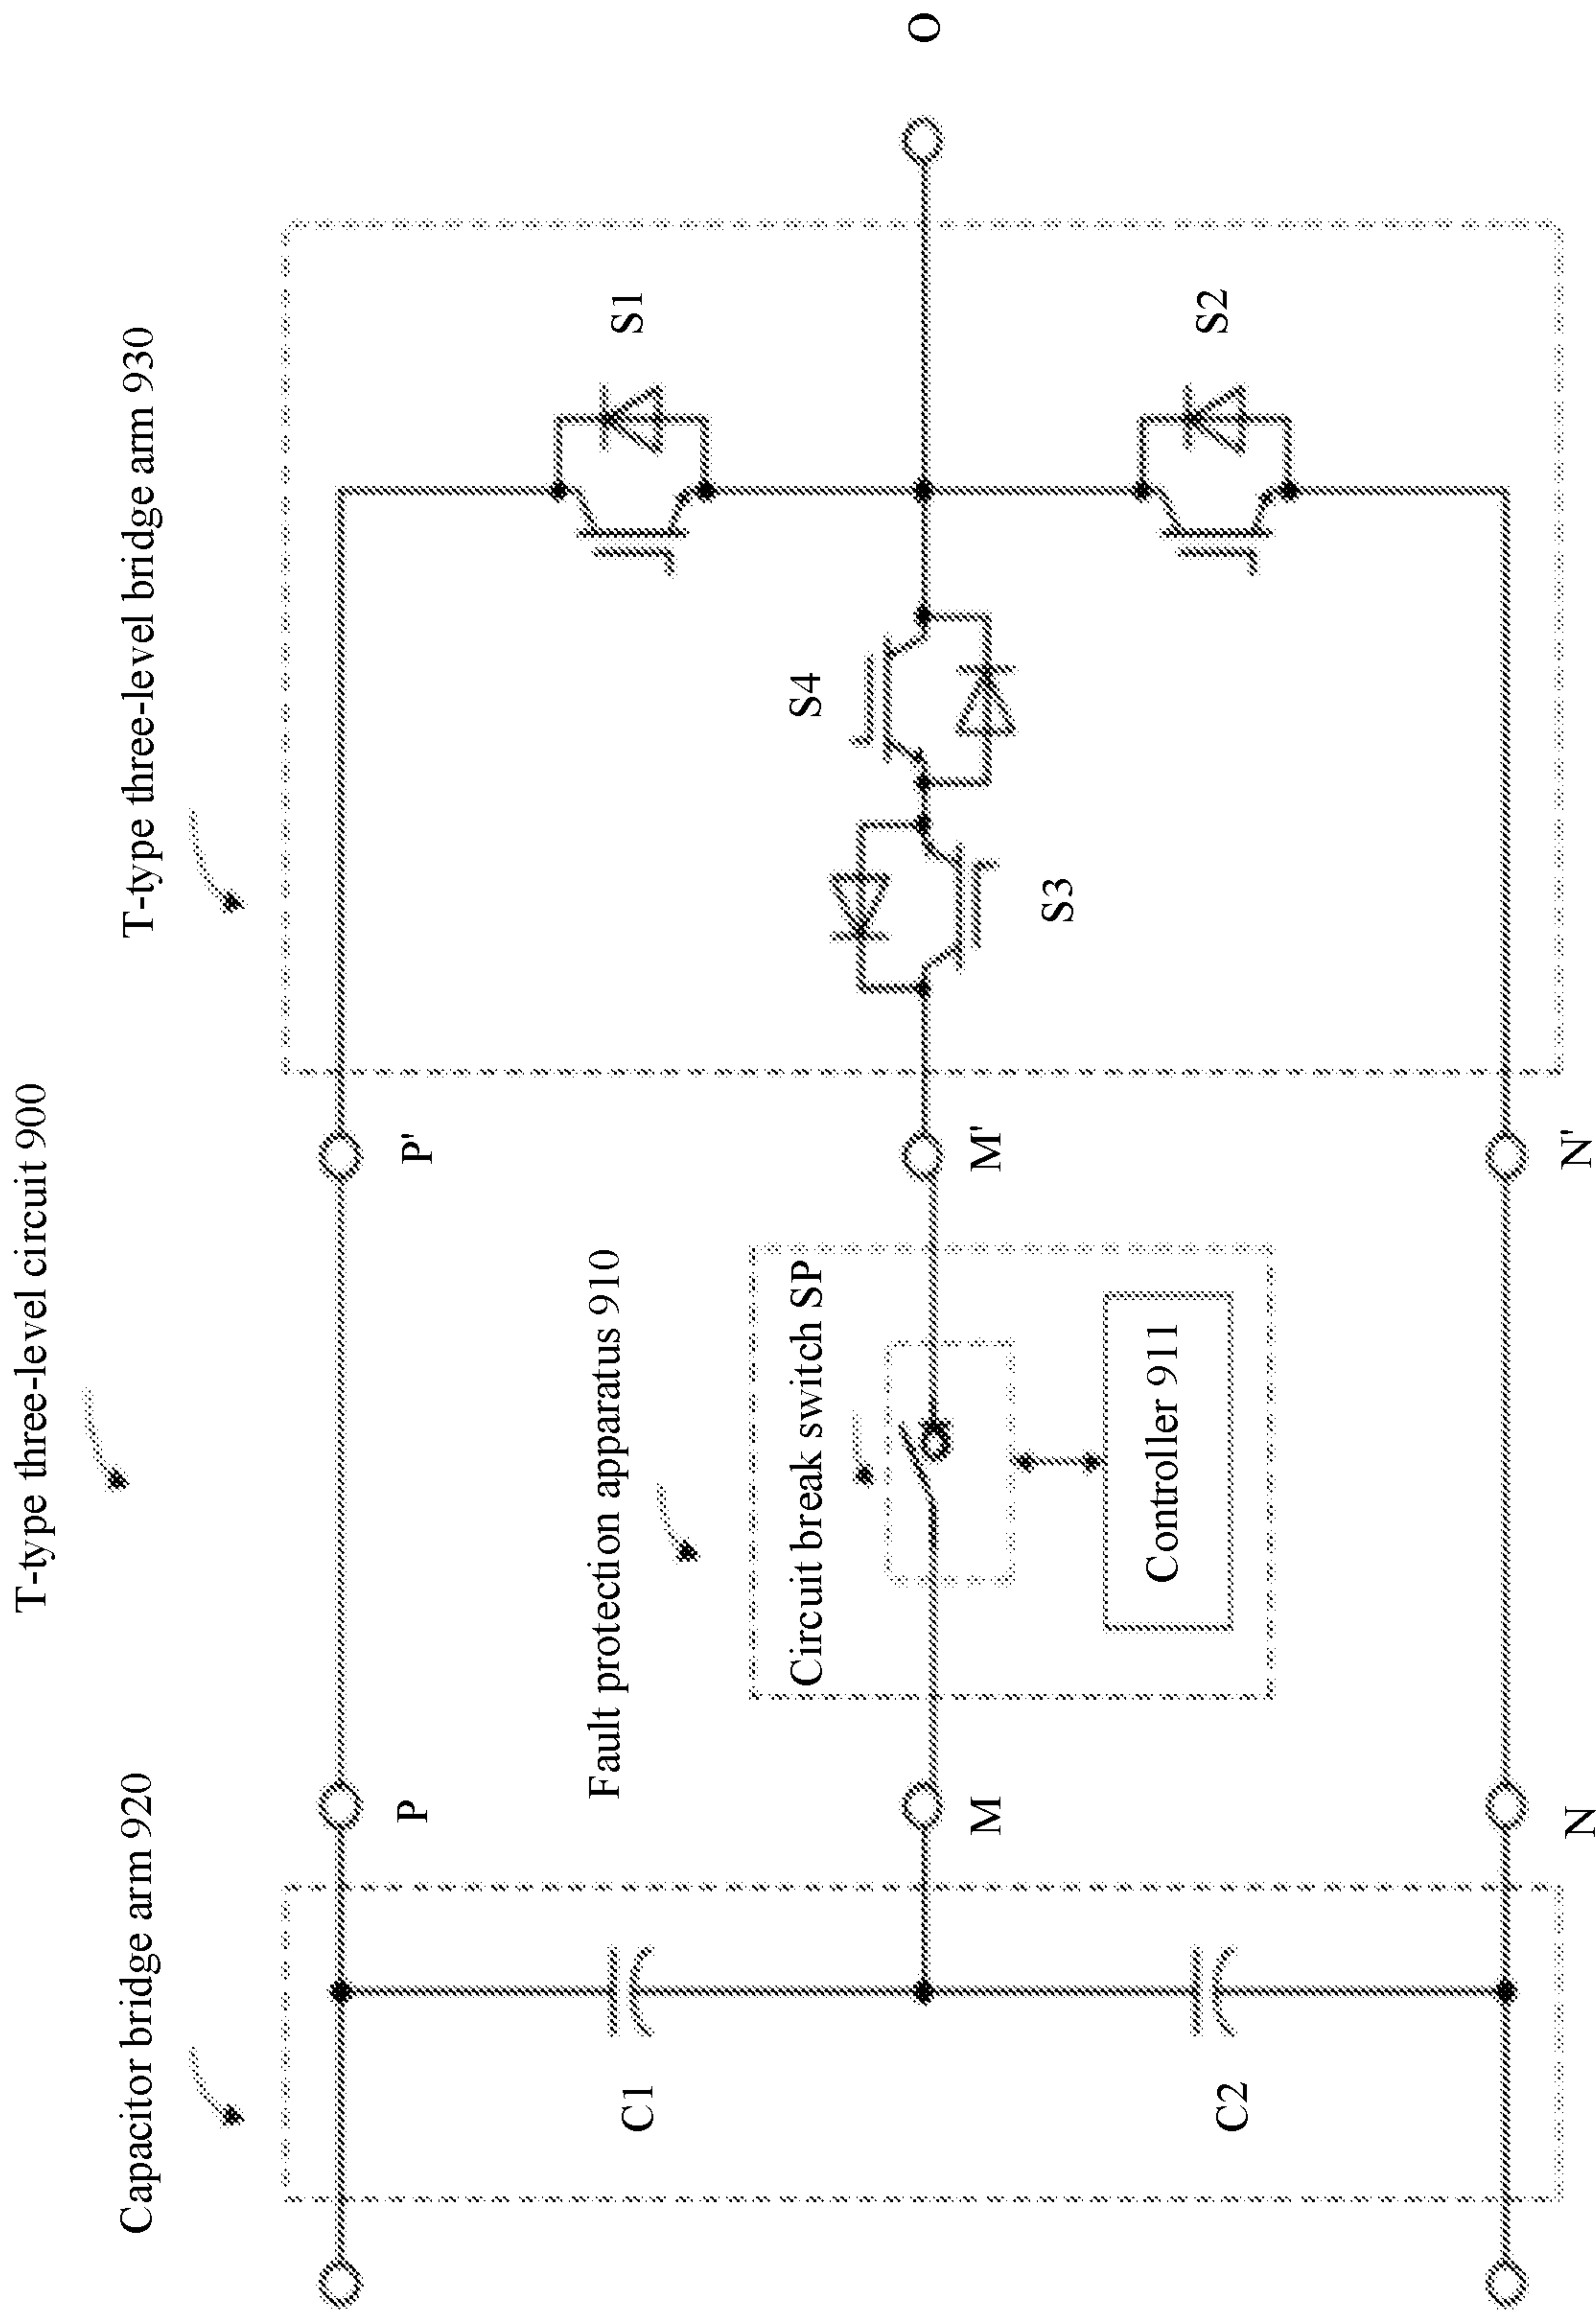 T-type three-level circuit 900
Capacitor bridge arm 920
T-type three-level bridge arm 930
P
P'
Fault protection apparatus 910
C1
S1
Circuit break switch SP
S4
O
M
M'
S3
Controller 911
C2
S2
N
N'